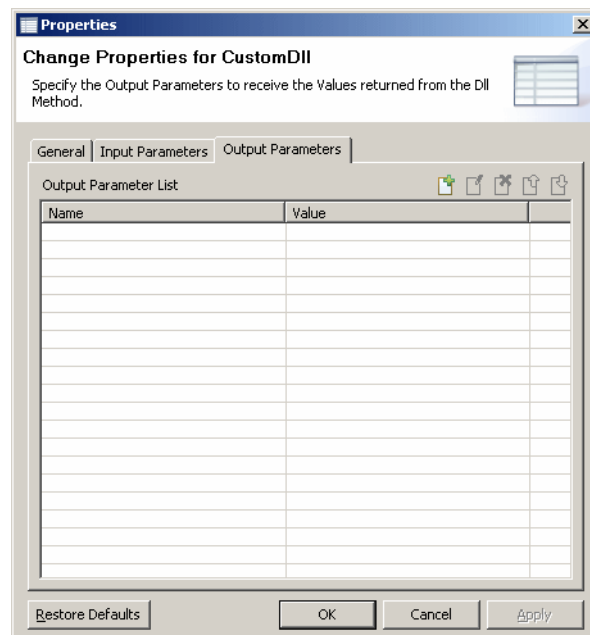 Properties
Change Properties for CustomDll
Specify the Output Parameters to receive the Values returned from the Dll
Method.
General
Input Parameters
Output Parameters
Output Parameter List
Name
Value
Restore Defaults
OK
Cancel
Apply